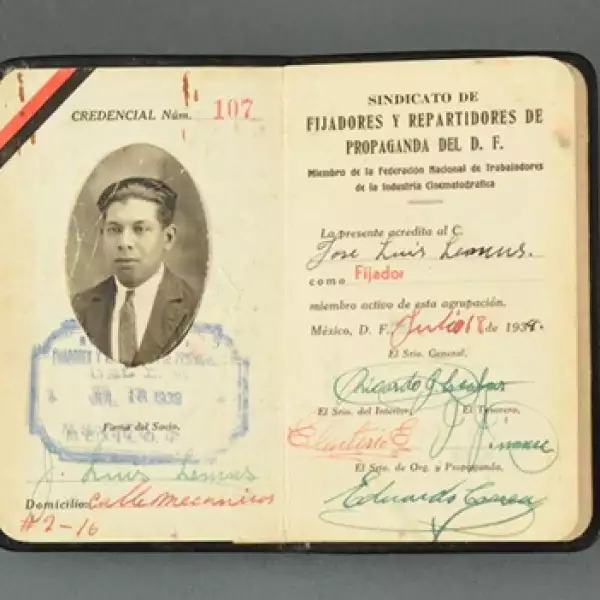 CREDENCIAL Núm. 107
JUL 18 1939
Firma del Socio.
J. Luis Lemus
Domicilio: Calle Mecanicos
#2-16
SINDICATO DE
FIJADORES Y REPARTIDORES DE
PROPAGANDA DEL D. F.
Miembro de la Federación Nacional de Trabajadores
de la Industria Cinematográfica
La presente acredita al C.
Jose Luis Lemus.
como Fijador
miembro activo de esta agrupación.
México, D. F. Julio 18 de 1939.
El Srio. General,
Ricardo
El Srio. del Interior, El Tesorero,
Eleuterio E
El Srio. de Org. y Propaganda,
Eduardo Correa